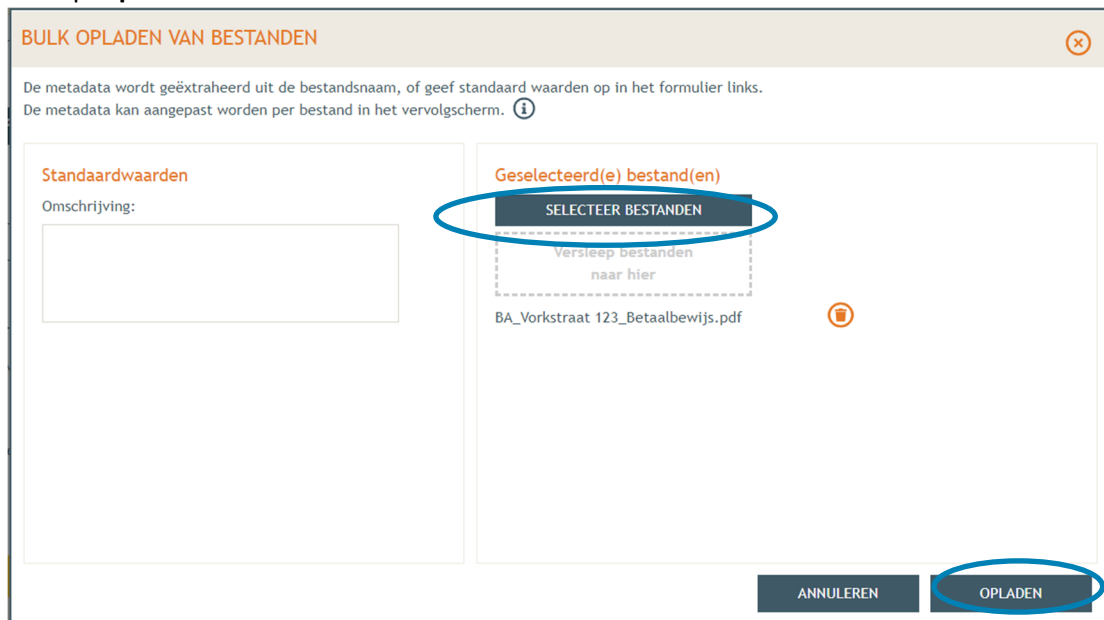 BULK OPLADEN VAN BESTANDEN
De metadata wordt geëxtraheerd uit de bestandsnaam, of geef standaard waarden op in het formulier links.
De metadata kan aangepast worden per bestand in het vervolgscherm.
Standaardwaarden
Omschrijving:
Geselecteerd(e) bestand(en)
SELECTEER BESTANDEN
Versleep bestanden
naar hier
BA_Vorkstraat 123_Betaalbewijs.pdf
ANNULEREN
OPLADEN